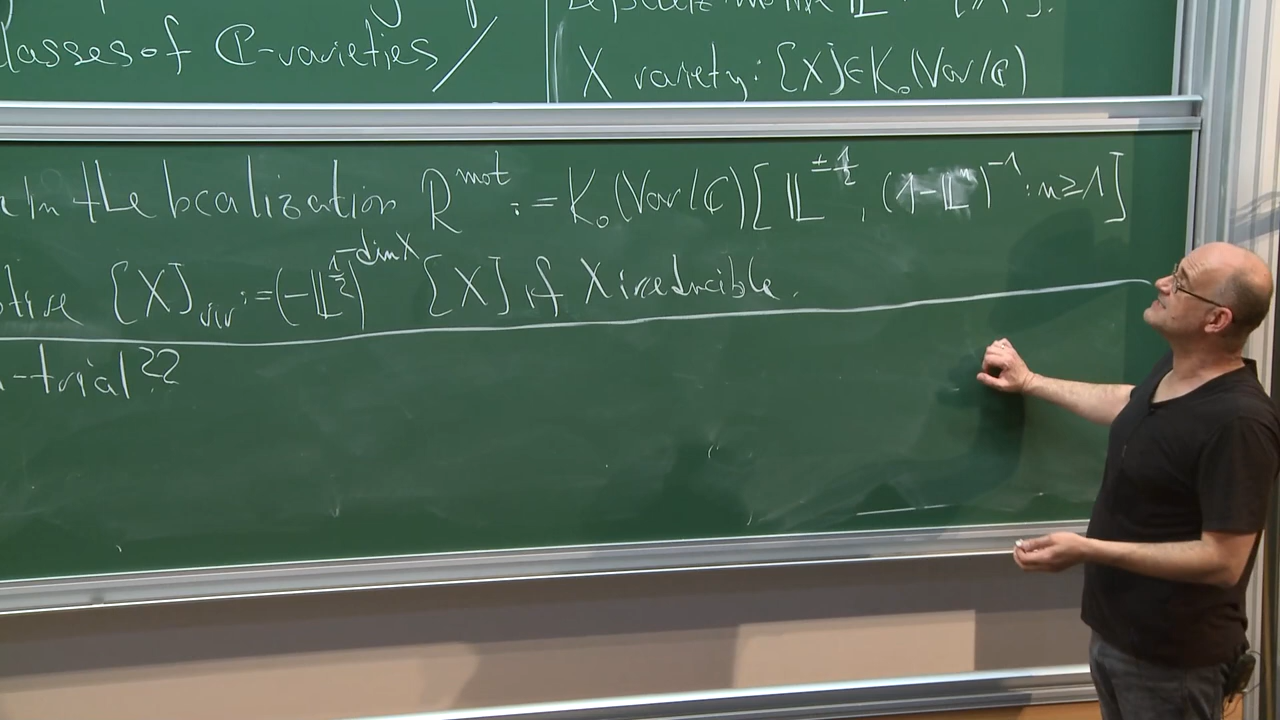 classes of ℂ-varieties
X variety: [X]∈K₀(Var/ℂ)
In the localization R^mot := K₀(Var/ℂ)[𝕃^{±1/2}, (1-𝕃^n)^{-1} : n≥1]
[X]_vir := (-𝕃^{1/2})^{-dim X} [X] if X irreducible.
-trial??